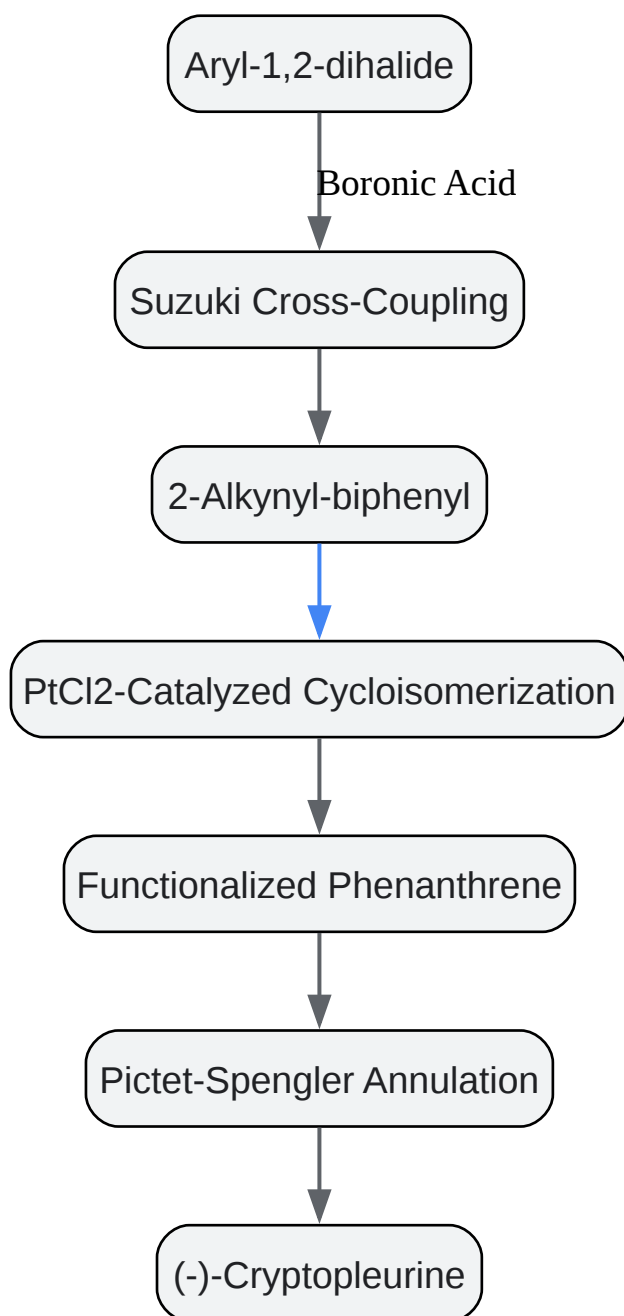 Aryl-1,2-dihalide
Boronic Acid
Suzuki Cross-Coupling
2-Alkynyl-biphenyl
PtCl2-Catalyzed Cycloisomerization
Functionalized Phenanthrene
Pictet-Spengler Annulation
(-)-Cryptopleurine